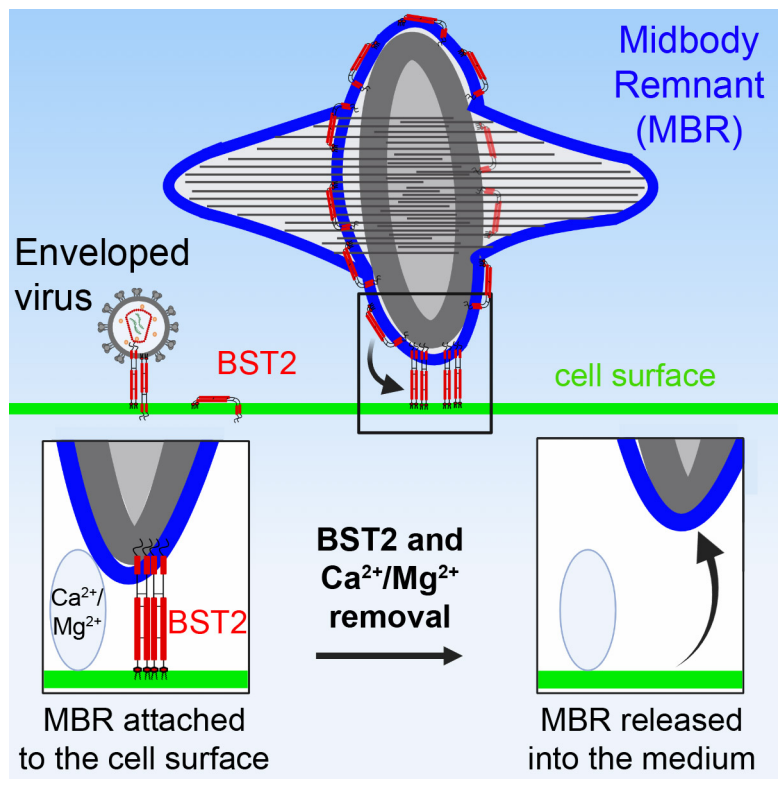 Midbody
Remnant
(MBR)
Enveloped
virus
BST2
cell surface
Ca²⁺/
Mg²⁺
BST2
BST2 and
Ca²⁺/Mg²⁺
removal
MBR attached
to the cell surface
MBR released
into the medium